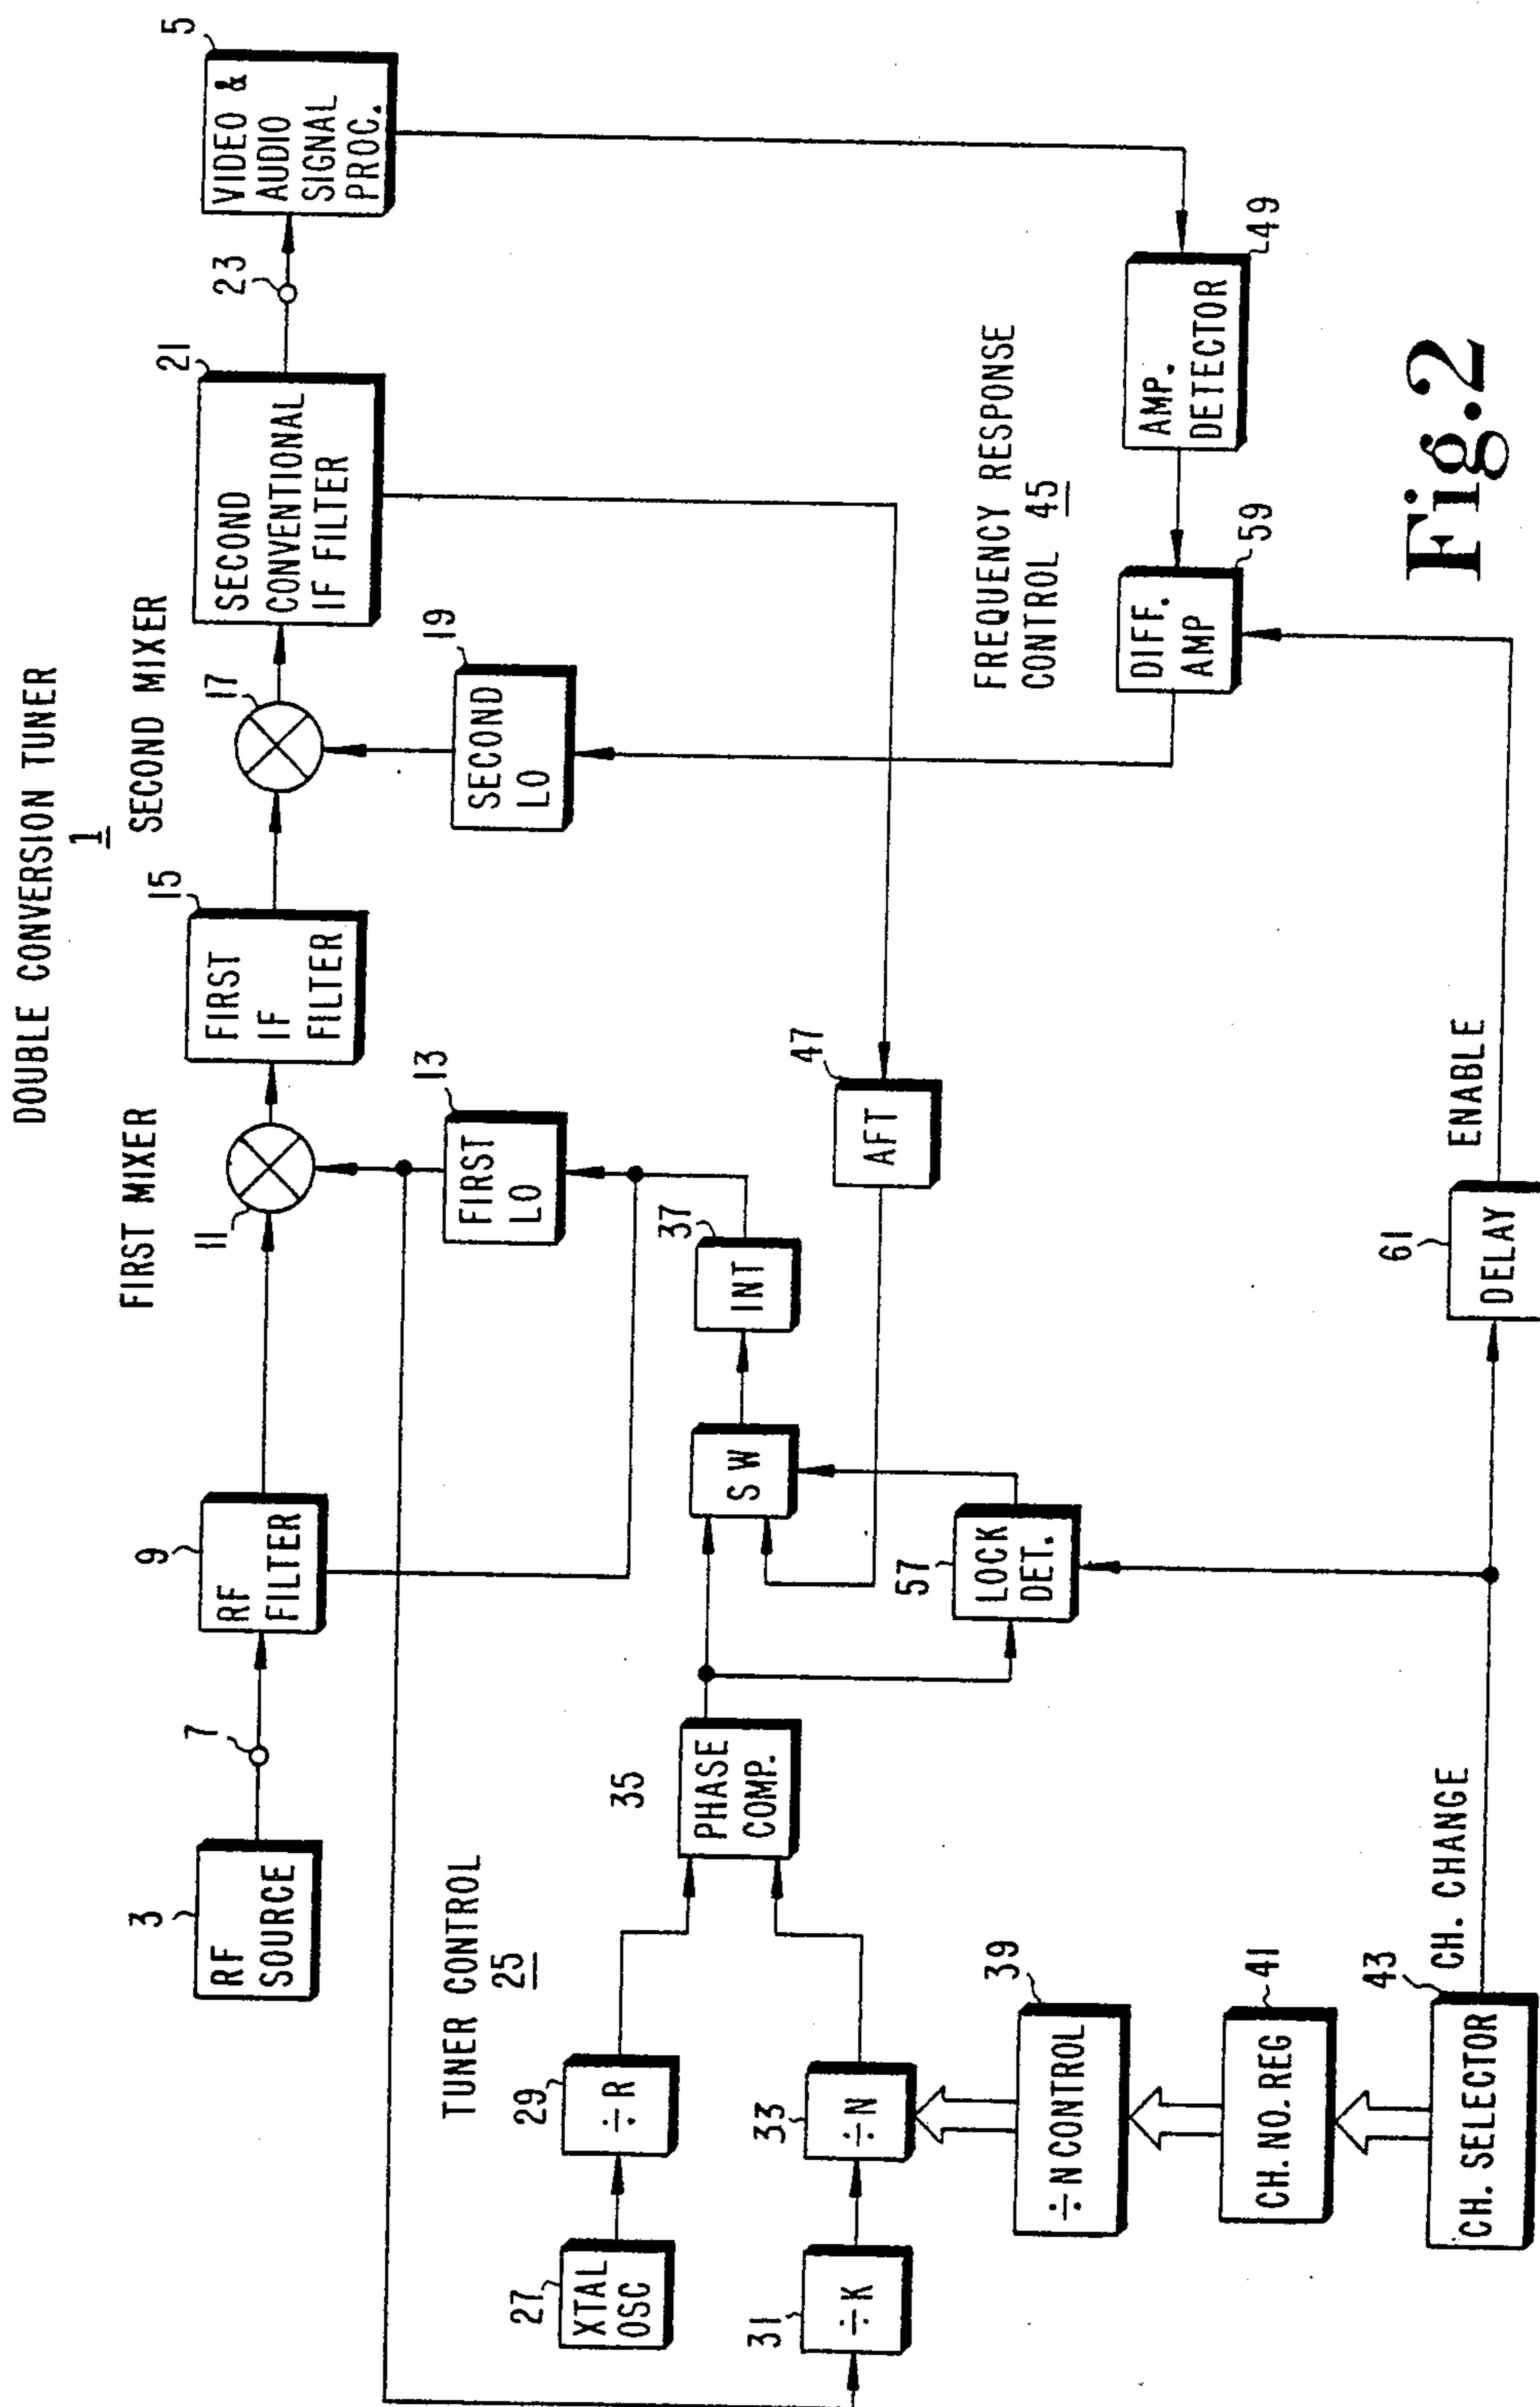 DOUBLE CONVERSION TUNER
1
3
RF
SOURCE
7
9
RF
FILTER
FIRST MIXER
11
13
FIRST
LO
15
FIRST
IF
FILTER
SECOND MIXER
17
19
SECOND
LO
21
SECOND
CONVENTIONAL
IF FILTER
23
5
VIDEO &
AUDIO
SIGNAL
PROC.
TUNER CONTROL
25
27
XTAL
OSC
29
÷R
31
÷K
33
÷N
35
PHASE
COMP.
SW
37
INT
47
AFT
57
LOCK
DET.
39
÷N CONTROL
41
CH. NO. REG
43
CH. SELECTOR
CH. CHANGE
61
DELAY
ENABLE
FREQUENCY RESPONSE
CONTROL 45
DIFF.
AMP
59
AMP.
DETECTOR
49
Fig.2